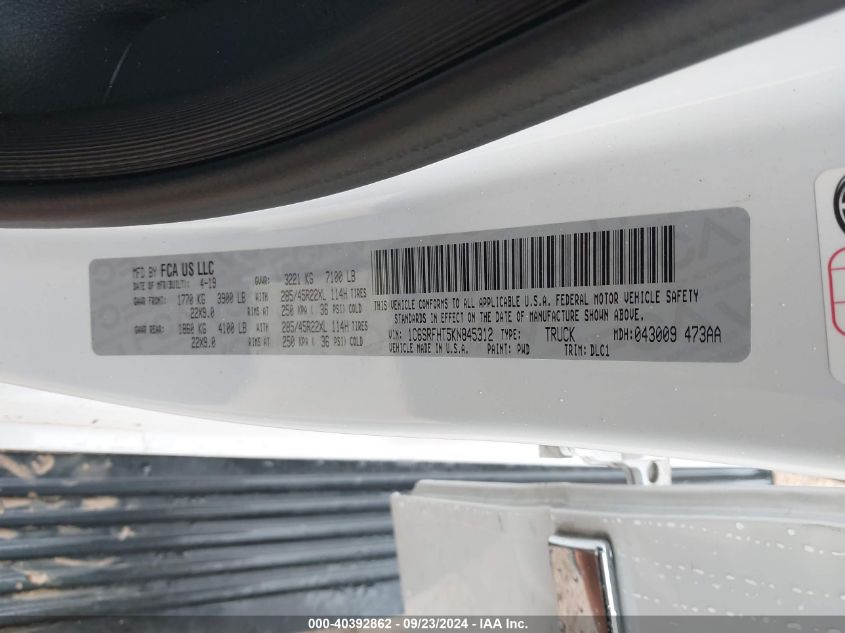 MFD BY FCA US LLC
DATE OF MFR(BUILT): 4-19
GVWR: 3221 KG 7100 LB
GAWR FRONT: 1770 KG 3900 LB WITH 285/45R22XL 114H TIRES
22X9.0 RIMS AT 250 KPA ( 36 PSI) COLD
GAWR REAR: 1860 KG 4100 LB WITH 285/45R22XL 114H TIRES
22X9.0 RIMS AT 250 KPA ( 36 PSI) COLD
THIS VEHICLE CONFORMS TO ALL APPLICABLE U.S.A. FEDERAL MOTOR VEHICLE SAFETY
STANDARDS IN EFFECT ON THE DATE OF MANUFACTURE SHOWN ABOVE.
VIN: 1C6SRFHT5KN845312 TYPE: TRUCK MDH: 043009 473AA
VEHICLE MADE IN U.S.A. PAINT: PWD TRIM: DLC1
000-40392862 - 09/23/2024 - IAA Inc.